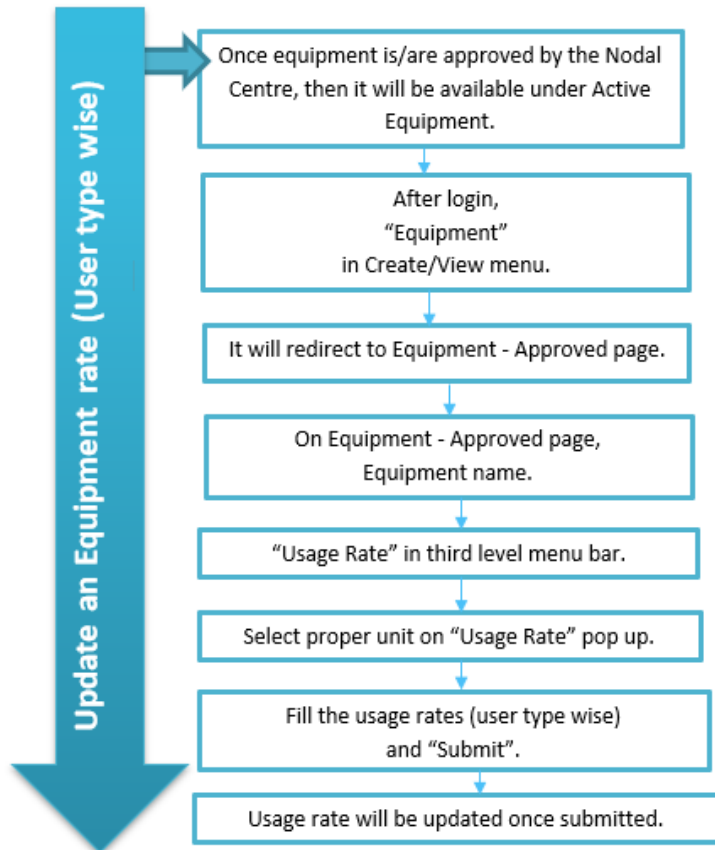 Update an Equipment rate (User type wise)
Once equipment is/are approved by the Nodal
Centre, then it will be available under Active
Equipment.
After login,
“Equipment”
in Create/View menu.
It will redirect to Equipment - Approved page.
On Equipment - Approved page,
Equipment name.
“Usage Rate” in third level menu bar.
Select proper unit on “Usage Rate” pop up.
Fill the usage rates (user type wise)
and “Submit”.
Usage rate will be updated once submitted.